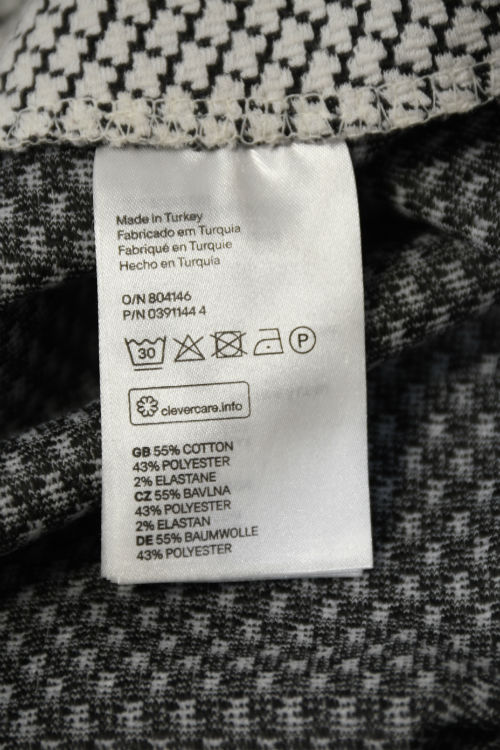 Made in Turkey
Fabricado em Turquia
Fabriqué en Turquie
Hecho en Turquía
O/N 804146
P/N 0391144 4
30 P
clevercare.info
GB 55% COTTON
43% POLYESTER
2% ELASTANE
CZ 55% BAVLNA
43% POLYESTER
2% ELASTAN
DE 55% BAUMWOLLE
43% POLYESTER